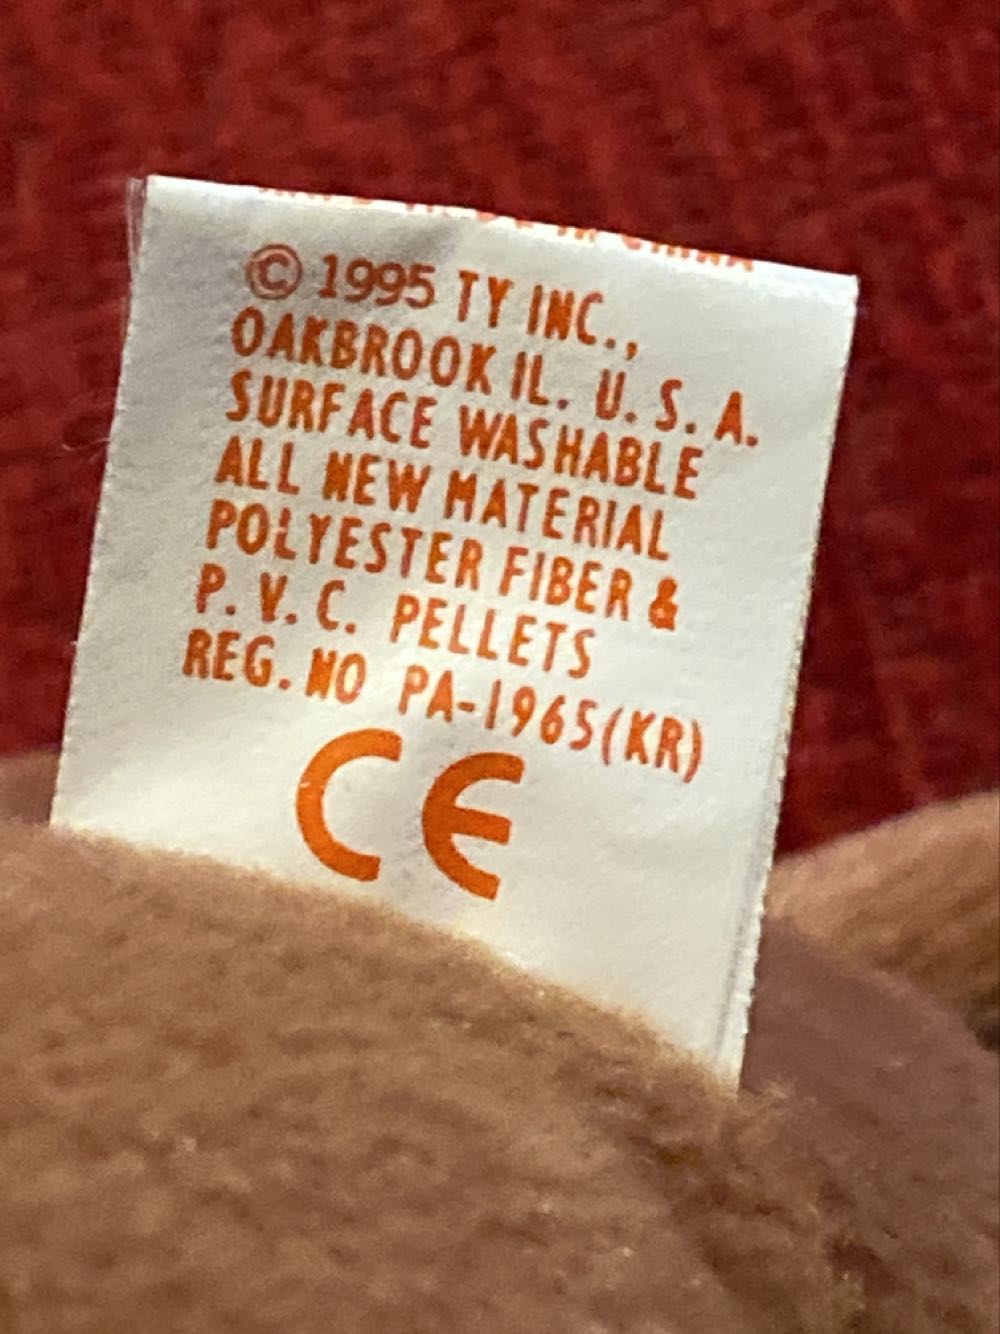 © 1995 TY INC.,
OAKBROOK IL. U. S. A.
SURFACE WASHABLE
ALL NEW MATERIAL
POLYESTER FIBER &
P. V. C. PELLETS
REG. NO PA-1965(KR)
CE